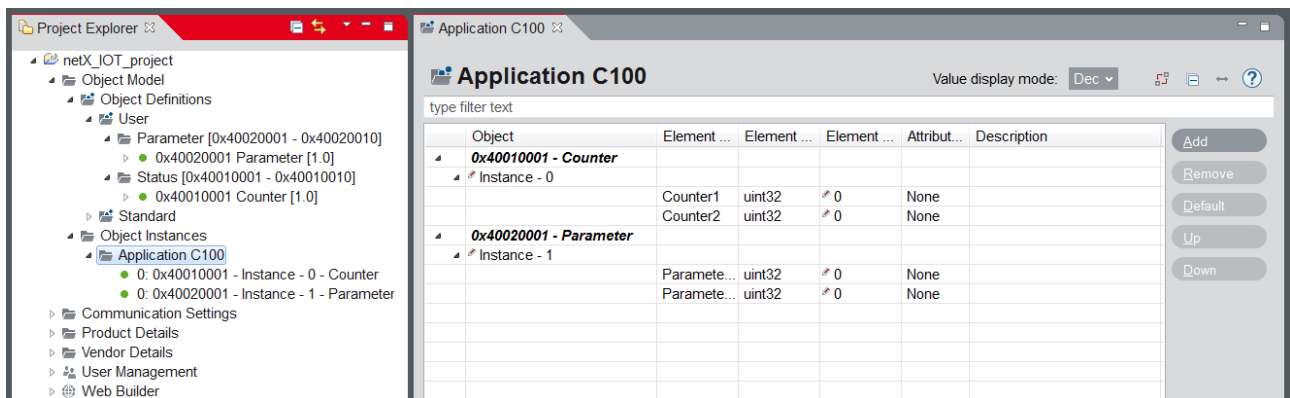 Project Explorer
netX_IOT_project
Object Model
Object Definitions
User
Parameter [0x40020001 - 0x40020010]
0x40020001 Parameter [1.0]
Status [0x40010001 - 0x40010010]
0x40010001 Counter [1.0]
Standard
Object Instances
Application C100
0: 0x40010001 - Instance - 0 - Counter
0: 0x40020001 - Instance - 1 - Parameter
Communication Settings
Product Details
Vendor Details
User Management
Web Builder
Application C100
Application C100
Value display mode: Dec
type filter text
Object Element ... Element ... Element ... Attribut... Description
0x40010001 - Counter
Instance - 0
Counter1 uint32 0 None
Counter2 uint32 0 None
0x40020001 - Parameter
Instance - 1
Paramete... uint32 0 None
Paramete... uint32 0 None
Add
Remove
Default
Up
Down